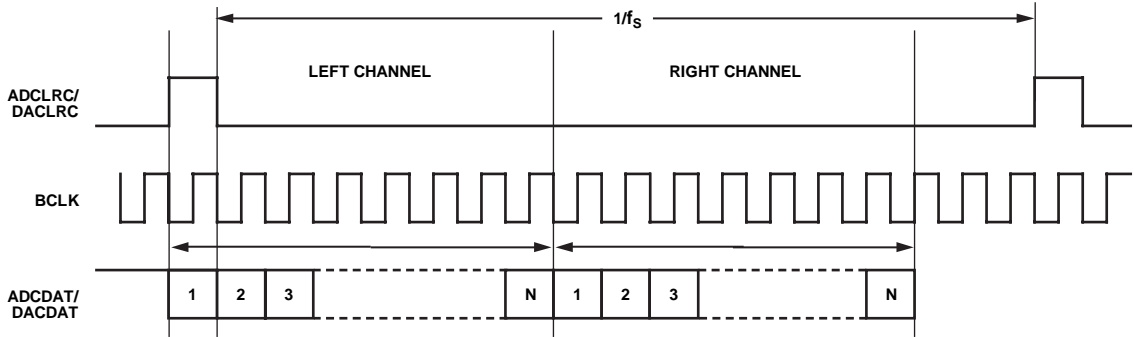 1/fS
LEFT CHANNEL
RIGHT CHANNEL
ADCLRC/
DACLRC
BCLK
ADCDAT/
DACDAT
1 2 3 N 1 2 3 N